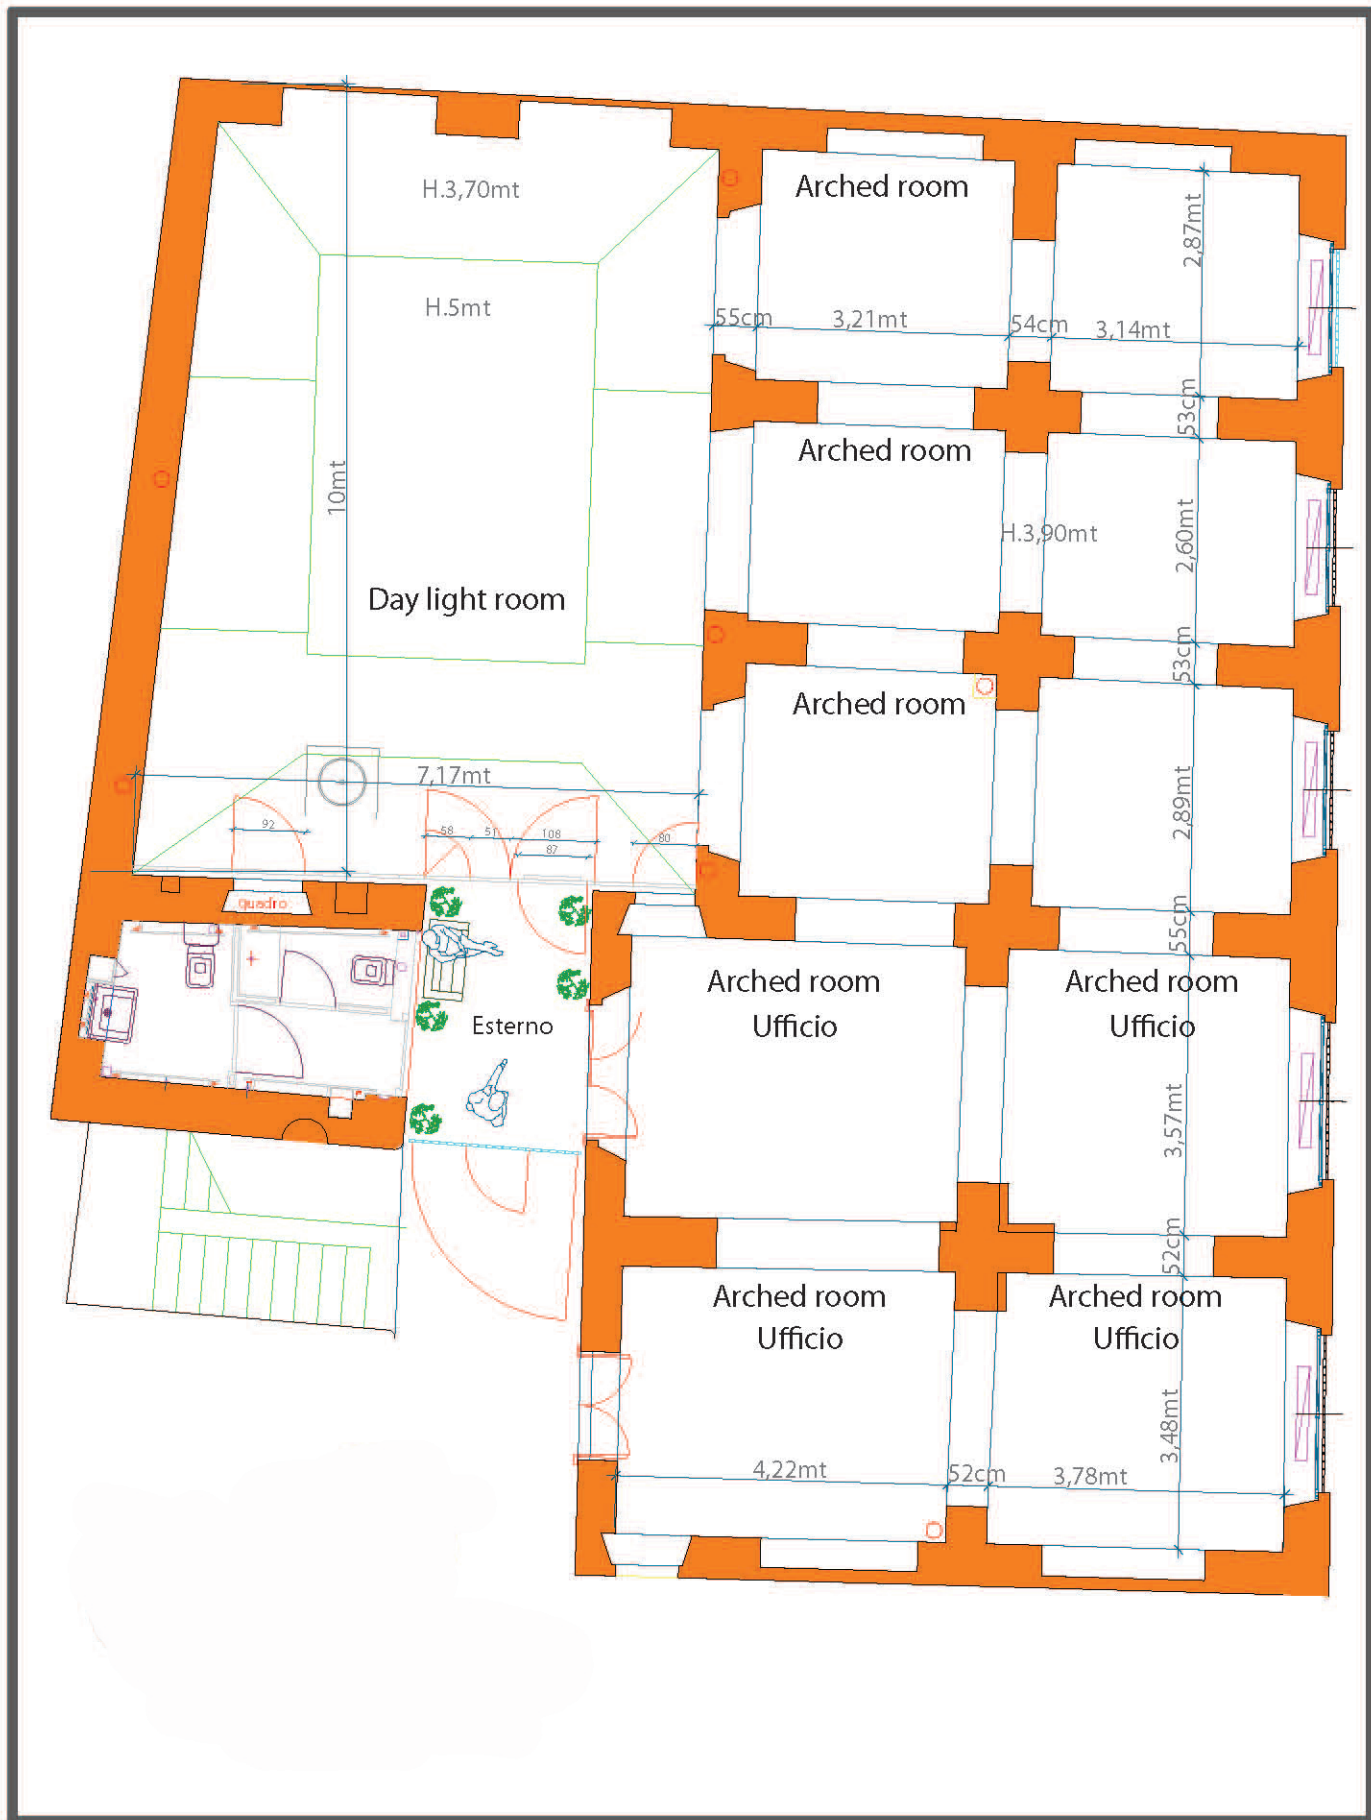 H.3,70mt
Arched room
2,87mt
H.5mt
55cm
3,21mt
54cm
3,14mt
53cm
Arched room
10mt
H.3,90mt
2,60mt
Day light room
53cm
Arched room
7,17mt
2,89mt
92
58
51
108
87
80
quadro
55cm
Arched room
Ufficio
Arched room
Ufficio
Esterno
3,57mt
52cm
Arched room
Ufficio
Arched room
Ufficio
3,48mt
4,22mt
52cm
3,78mt